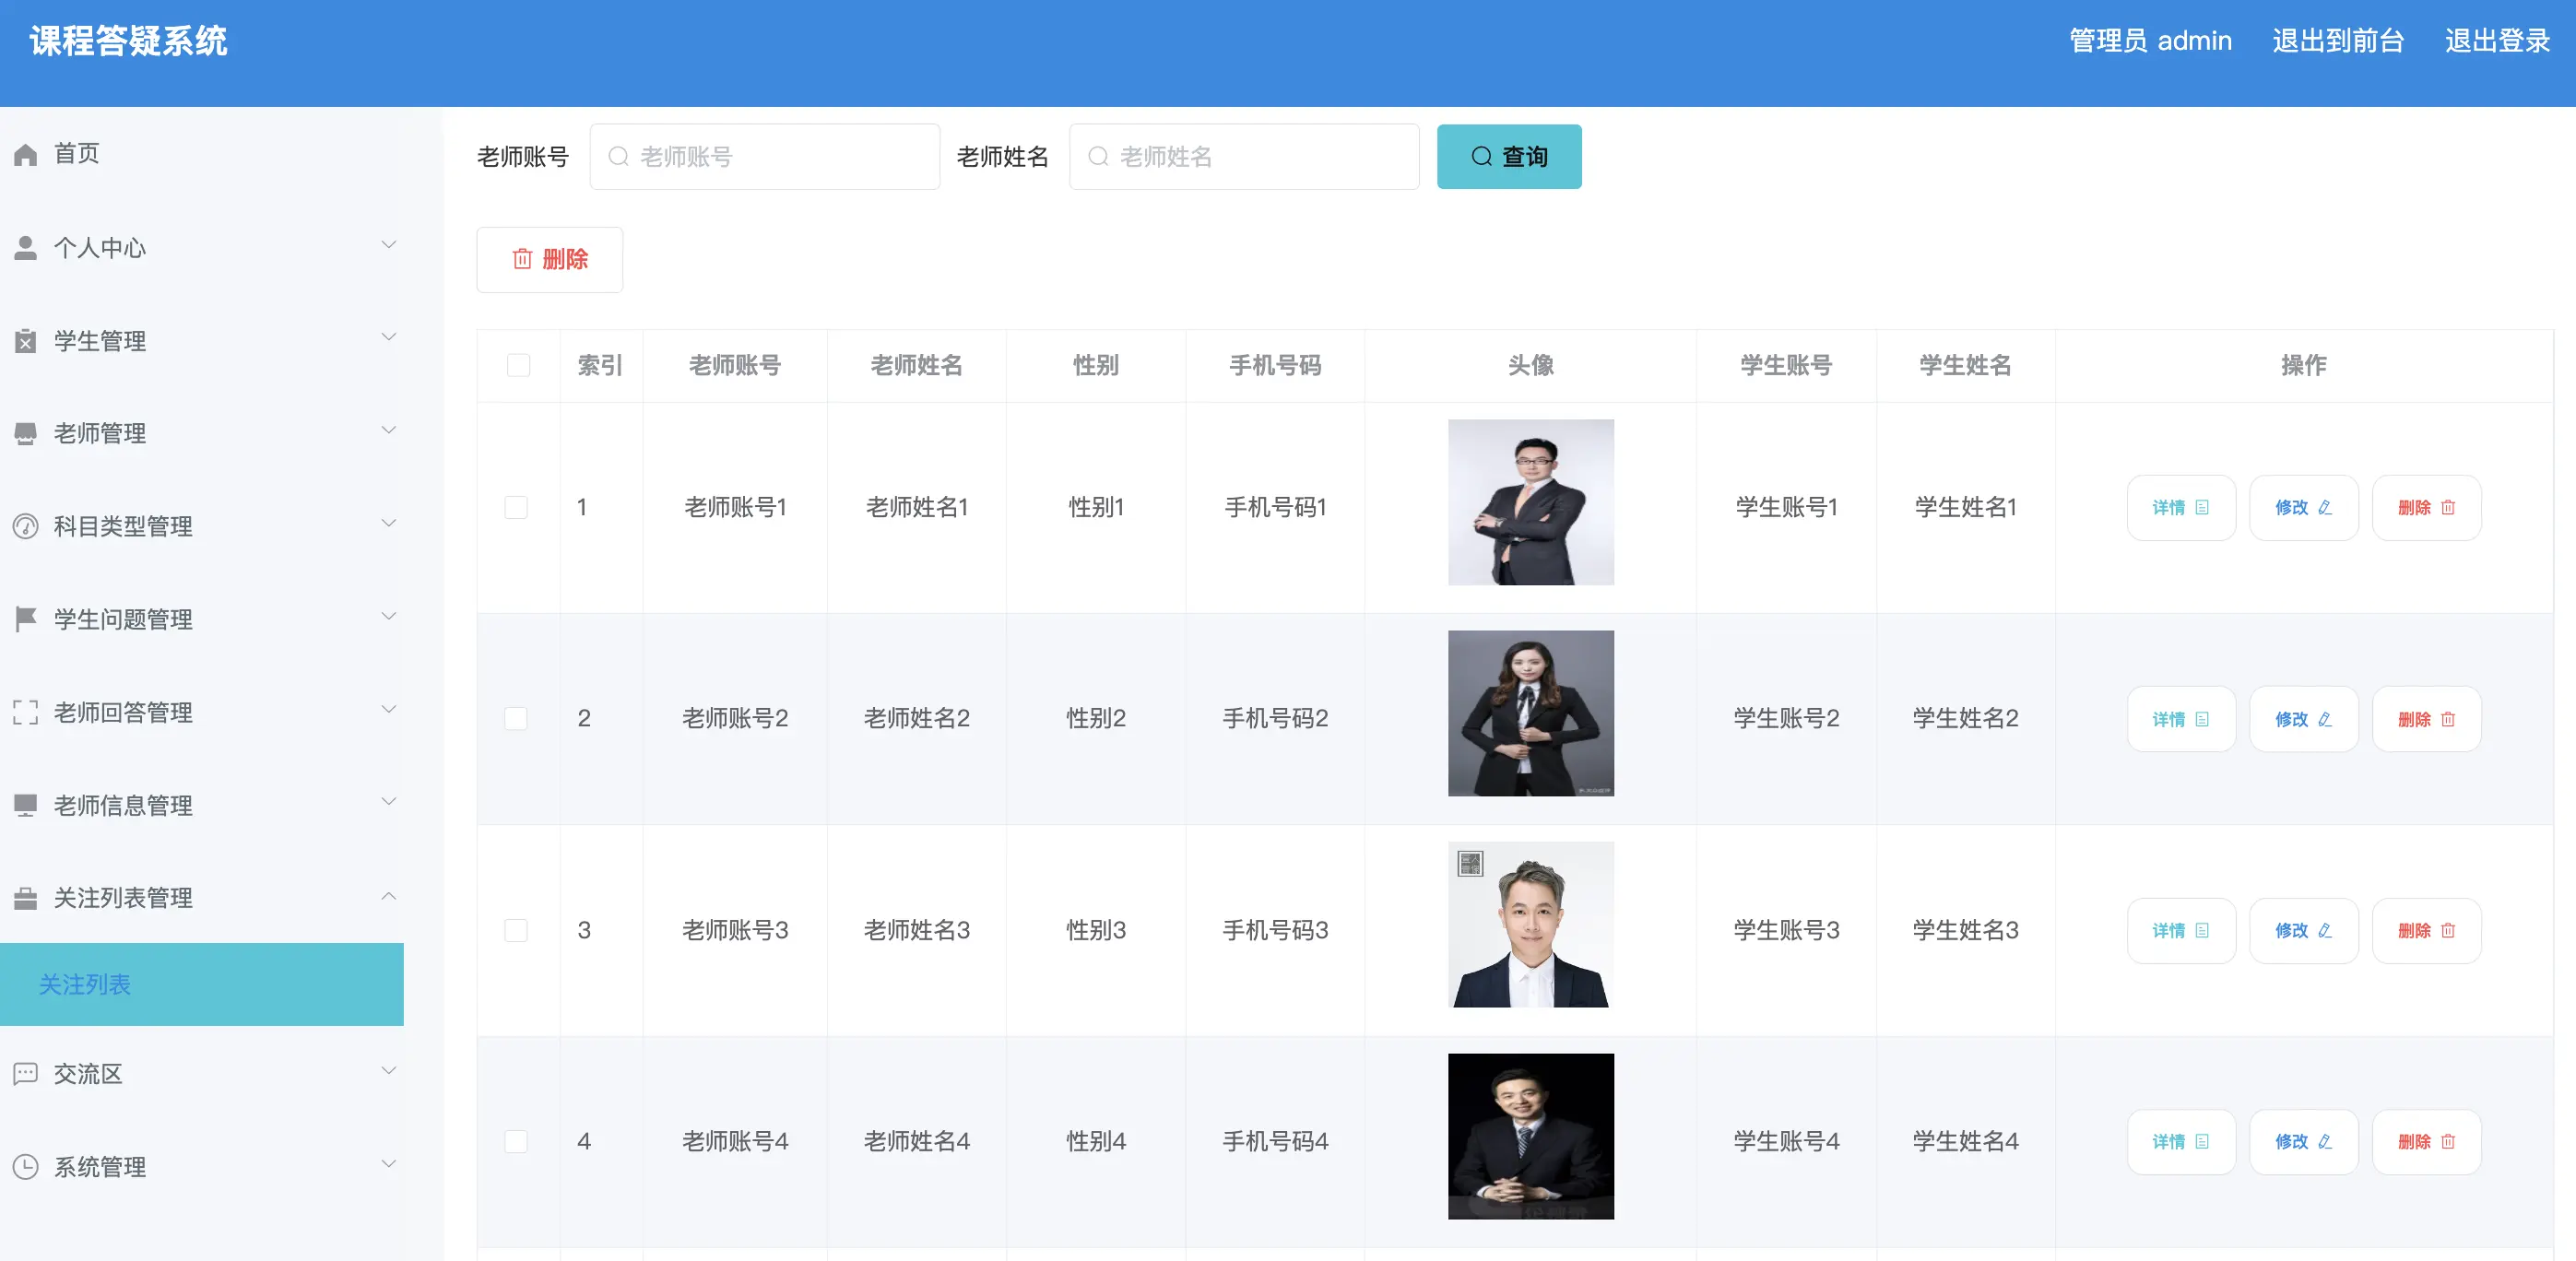 课程答疑系统
管理员 admin 退出到前台 退出登录
首页
个人中心
学生管理
老师管理
科目类型管理
学生问题管理
老师回答管理
老师信息管理
关注列表管理
关注列表
交流区
系统管理
老师账号 老师账号 老师姓名 老师姓名 查询
删除
索引 老师账号 老师姓名 性别 手机号码 头像 学生账号 学生姓名 操作
1 老师账号1 老师姓名1 性别1 手机号码1 学生账号1 学生姓名1 详情 修改 删除
2 老师账号2 老师姓名2 性别2 手机号码2 学生账号2 学生姓名2 详情 修改 删除
3 老师账号3 老师姓名3 性别3 手机号码3 学生账号3 学生姓名3 详情 修改 删除
4 老师账号4 老师姓名4 性别4 手机号码4 学生账号4 学生姓名4 详情 修改 删除